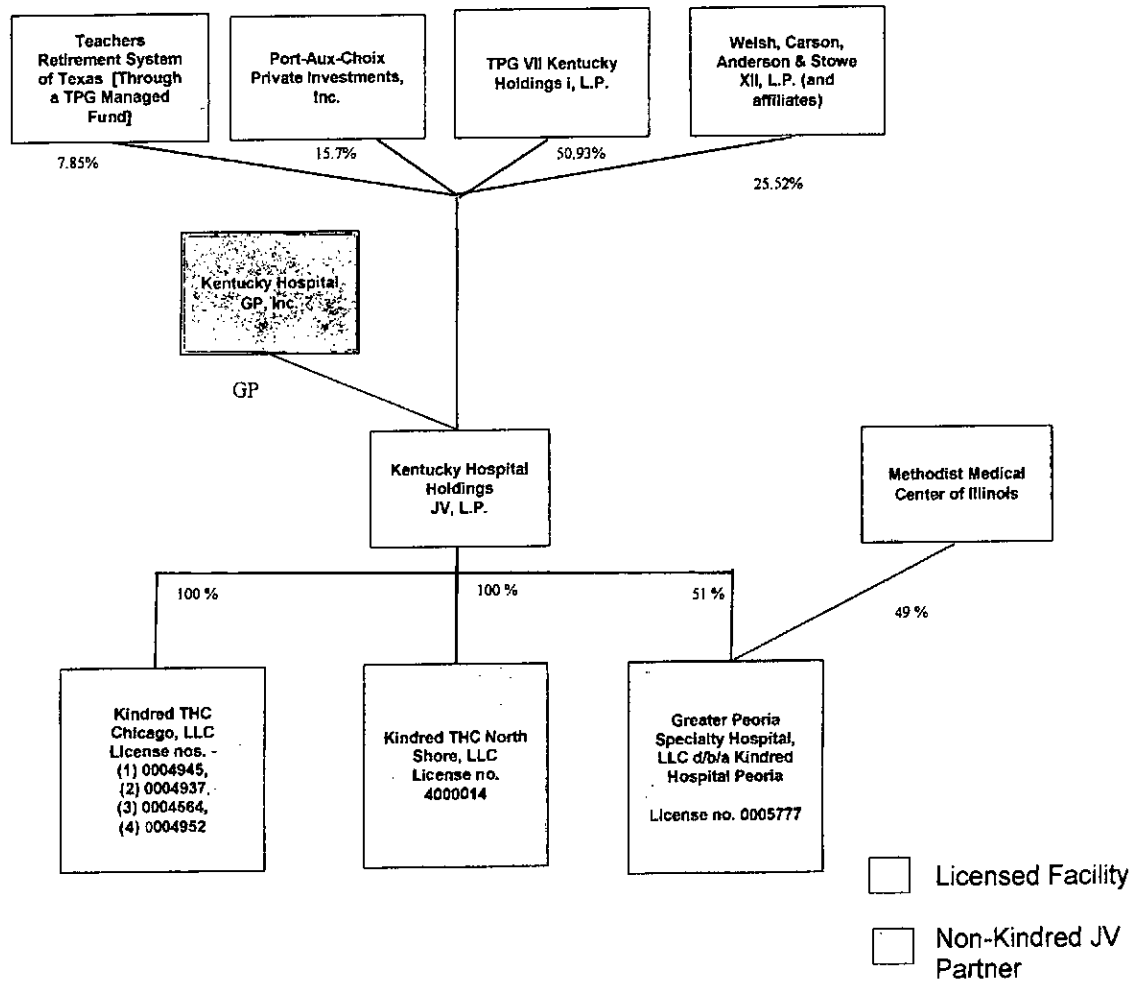 Teachers
Retirement System
of Texas [Through
a TPG Managed
Fund]
Port-Aux-Choix
Private Investments,
Inc.
TPG VII Kentucky
Holdings i, L.P.
Welsh, Carson,
Anderson & Stowe
XII, L.P. (and
affiliates)
7.85%
15.7%
50.93%
25.52%
Kentucky Hospital
GP, Inc.
GP
Kentucky Hospital
Holdings
JV, L.P.
Methodist Medical
Center of Illinois
100 %
100 %
51 %
49 %
Kindred THC
Chicago, LLC
License nos. -
(1) 0004945,
(2) 0004937,
(3) 0004564,
(4) 0004952
Kindred THC North
Shore, LLC
License no.
4000014
Greater Peoria
Specialty Hospital,
LLC d/b/a Kindred
Hospital Peoria
License no. 0005777
Licensed Facility
Non-Kindred JV
Partner